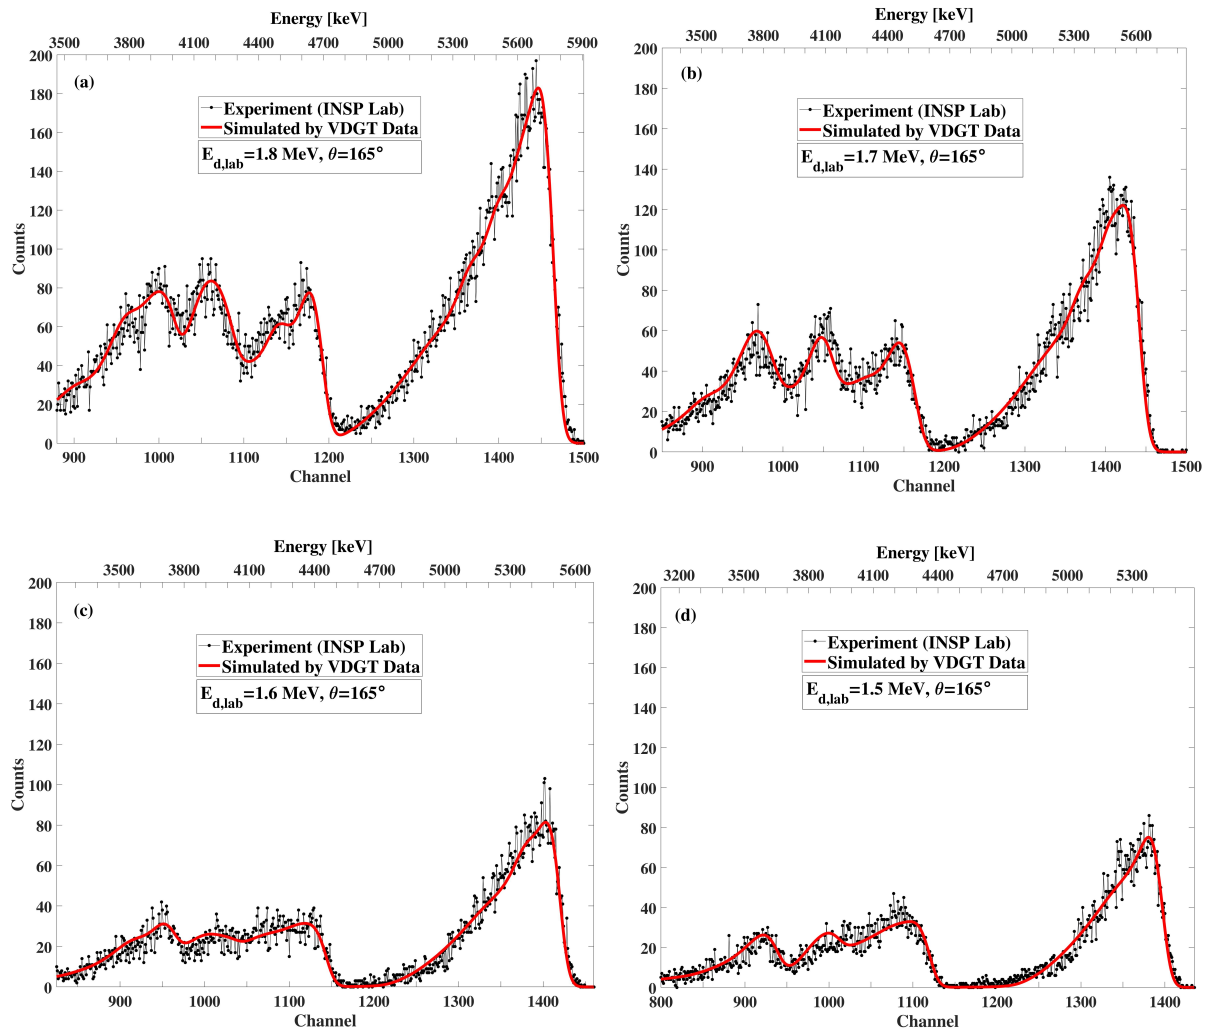 Energy [keV]
3500 3800 4100 4400 4700 5000 5300 5600 5900
(a)
Experiment (INSP Lab)
Simulated by VDGT Data
E d,lab=1.8 MeV, θ=165°
Counts
200
180
160
140
120
100
80
60
40
20
0
900 1000 1100 1200 1300 1400 1500
Channel
Energy [keV]
3500 3800 4100 4400 4700 5000 5300 5600
(b)
Experiment (INSP Lab)
Simulated by VDGT Data
E d,lab=1.7 MeV, θ=165°
Counts
200
180
160
140
120
100
80
60
40
20
0
900 1000 1100 1200 1300 1400 1500
Channel
Energy [keV]
3500 3800 4100 4400 4700 5000 5300 5600
(c)
Experiment (INSP Lab)
Simulated by VDGT Data
E d,lab=1.6 MeV, θ=165°
Counts
200
180
160
140
120
100
80
60
40
20
0
900 1000 1100 1200 1300 1400
Channel
Energy [keV]
3200 3500 3800 4100 4400 4700 5000 5300
(d)
Experiment (INSP Lab)
Simulated by VDGT Data
E d,lab=1.5 MeV, θ=165°
Counts
200
180
160
140
120
100
80
60
40
20
0
800 900 1000 1100 1200 1300 1400
Channel